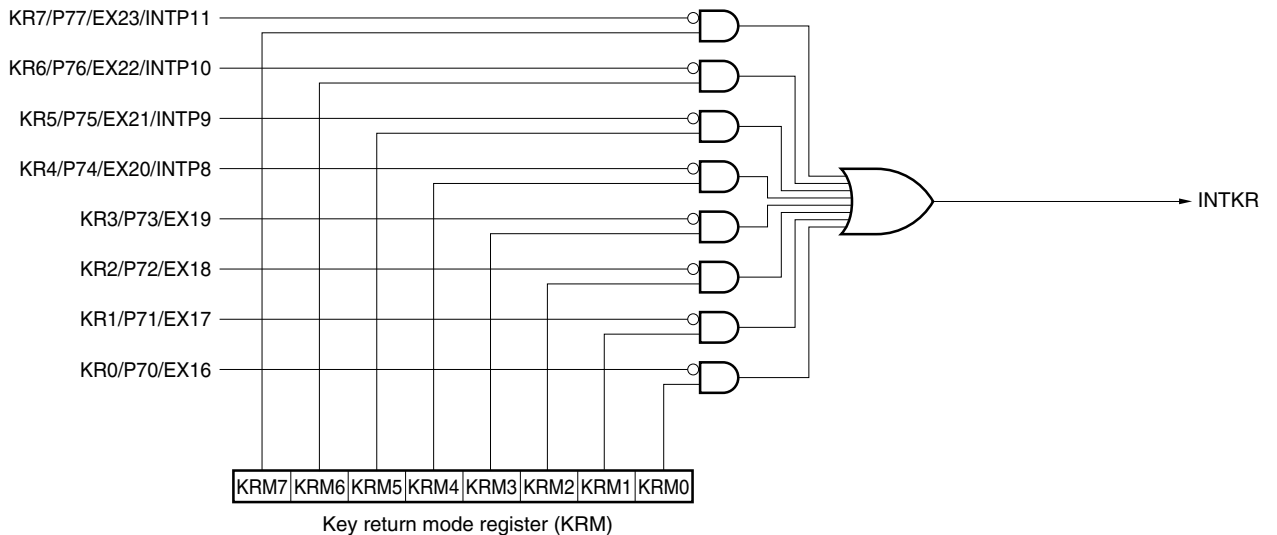 KR7/P77/EX23/INTP11
KR6/P76/EX22/INTP10
KR5/P75/EX21/INTP9
KR4/P74/EX20/INTP8
KR3/P73/EX19
KR2/P72/EX18
KR1/P71/EX17
KR0/P70/EX16
INTKR
KRM7 KRM6 KRM5 KRM4 KRM3 KRM2 KRM1 KRM0
Key return mode register (KRM)